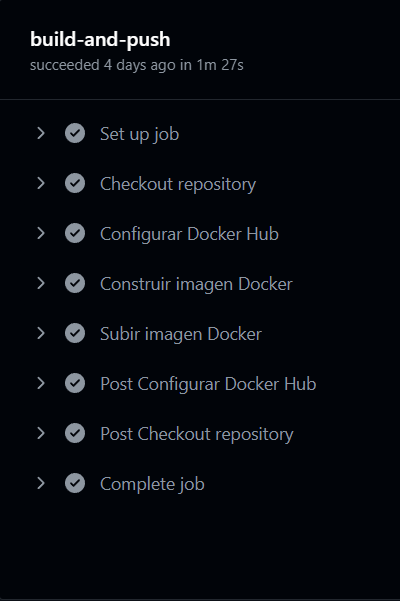 build-and-push
succeeded 4 days ago in 1m 27s
Set up job
Checkout repository
Configurar Docker Hub
Construir imagen Docker
Subir imagen Docker
Post Configurar Docker Hub
Post Checkout repository
Complete job